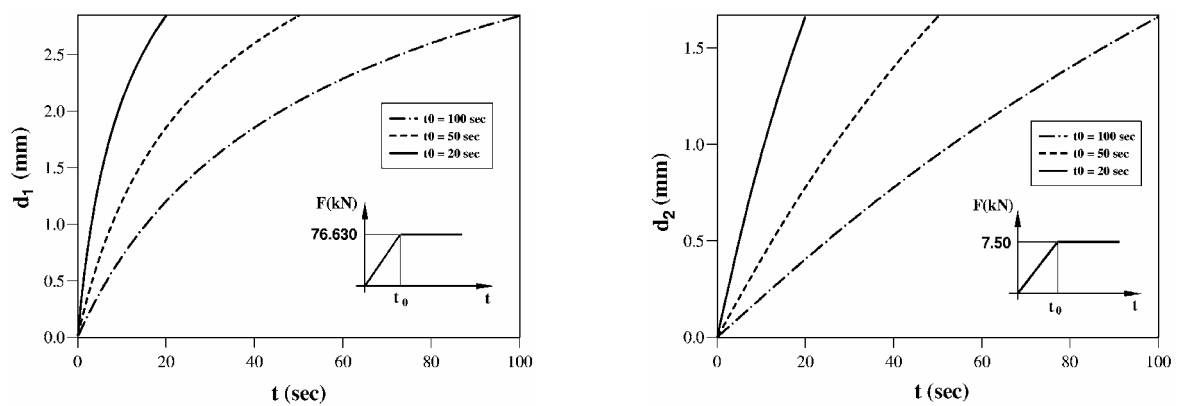 2.5
2.0
1.5
1.0
0.5
0.0
d1 (mm)
t0 = 100 sec
t0 = 50 sec
t0 = 20 sec
F(kN)
76.630
t0
t
0 20 40 60 80 100
t (sec)
1.5
1.0
0.5
0.0
d2 (mm)
t0 = 100 sec
t0 = 50 sec
t0 = 20 sec
F(kN)
7.50
t0
t
0 20 40 60 80 100
t (sec)